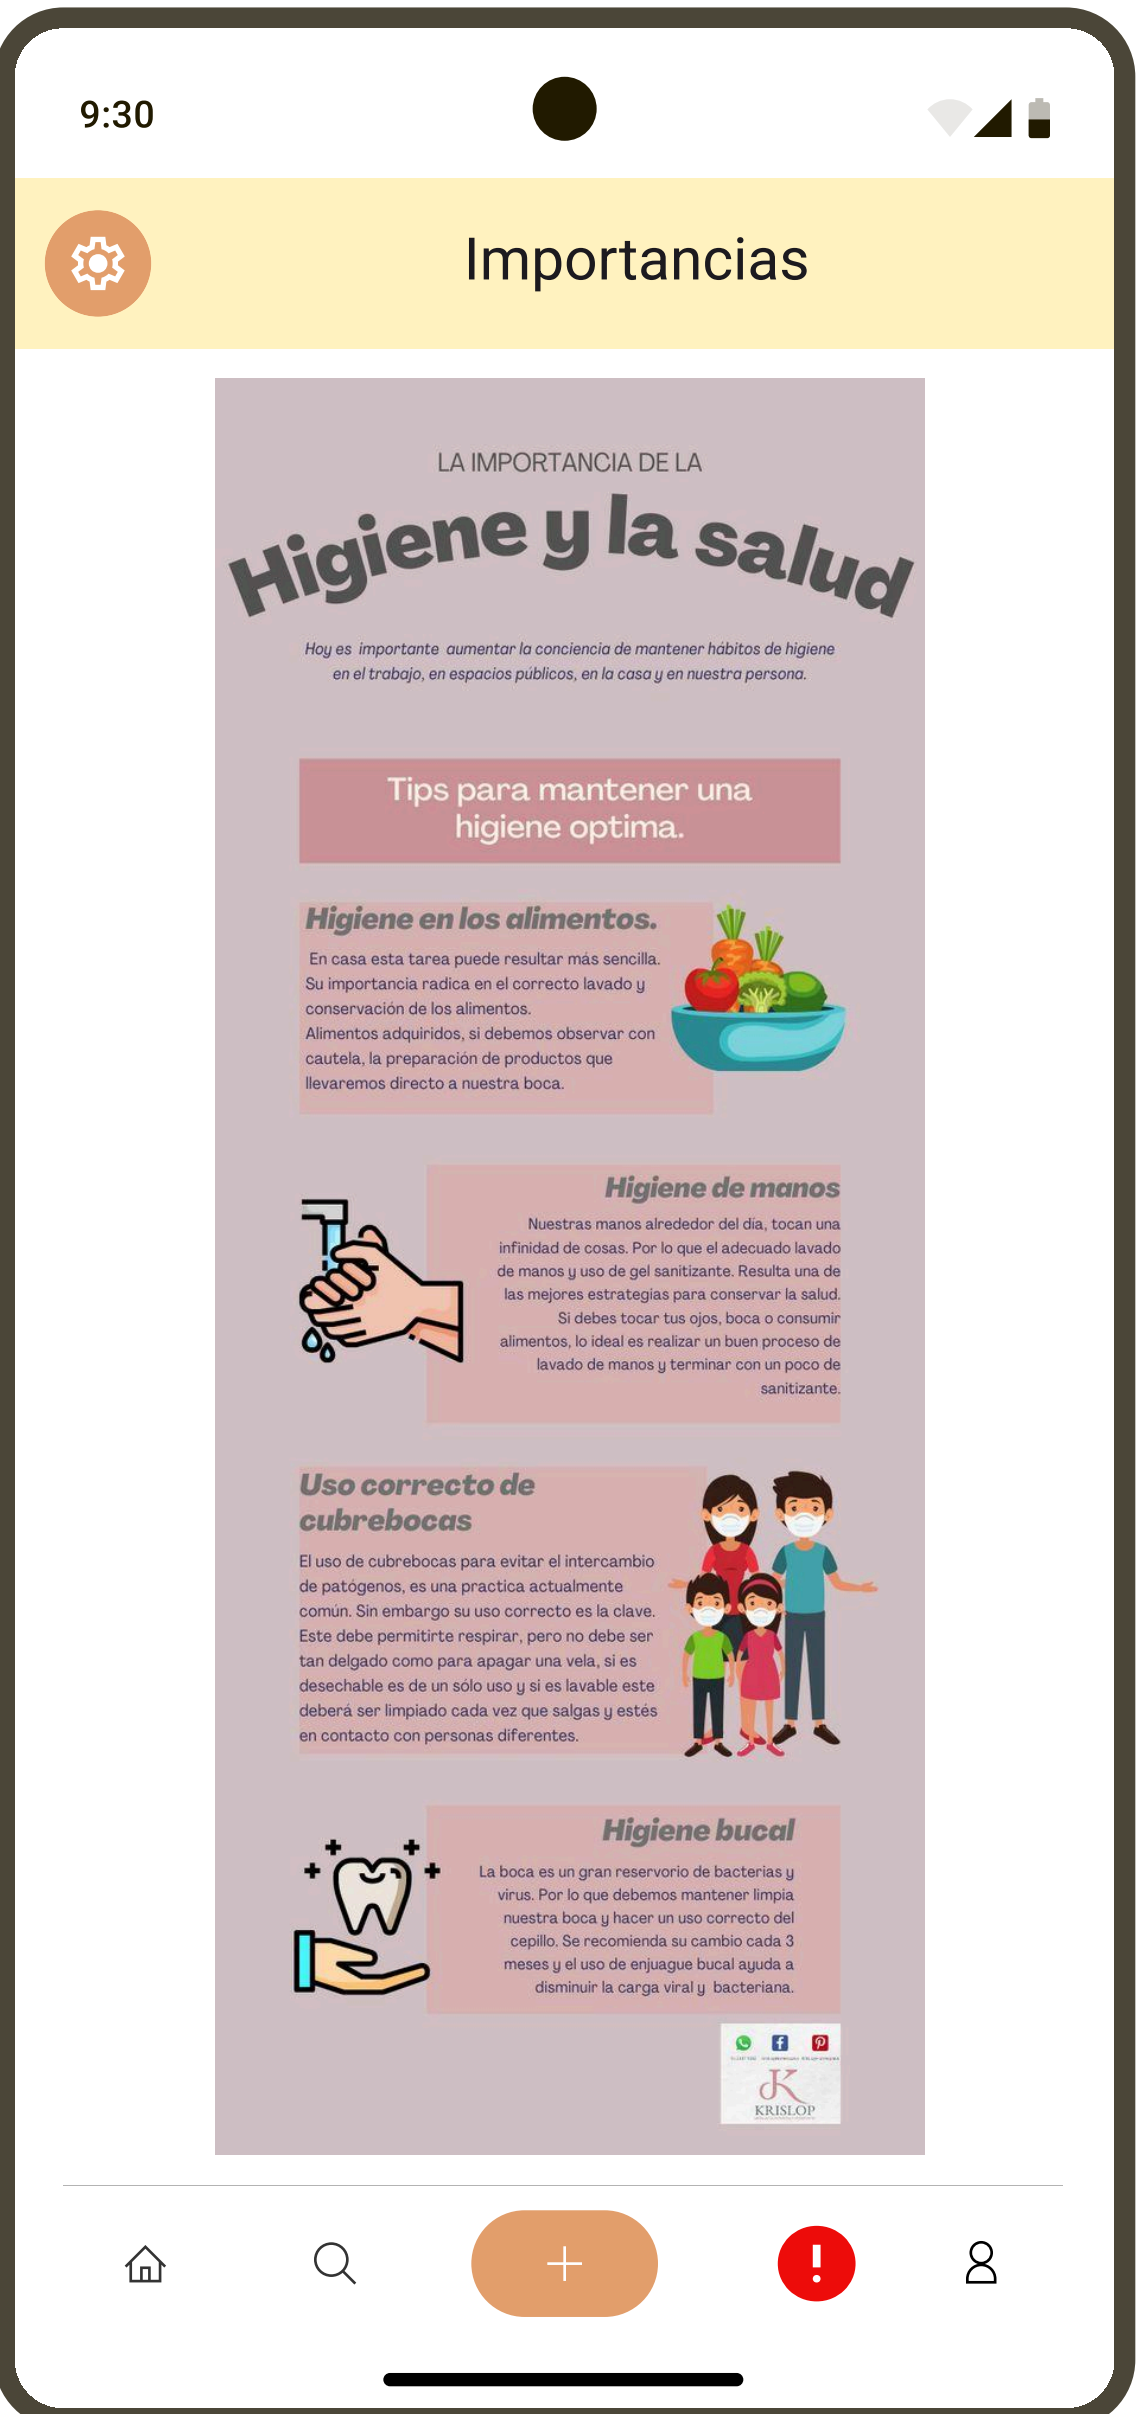 9:30
Importancias
LA IMPORTANCIA DE LA
Higiene y la salud
Hoy es importante aumentar la conciencia de mantener hábitos de higiene
en el trabajo, en espacios públicos, en la casa y en nuestra persona.
Tips para mantener una
higiene optima.
Higiene en los alimentos.
En casa esta tarea puede resultar más sencilla.
Su importancia radica en el correcto lavado y
conservación de los alimentos.
Alimentos adquiridos, si debemos observar con
cautela, la preparación de productos que
llevaremos directo a nuestra boca.
Higiene de manos
Nuestras manos alrededor del día, tocan una
infinidad de cosas. Por lo que el adecuado lavado
de manos y uso de gel sanitizante. Resulta una de
las mejores estrategias para conservar la salud.
Si debes tocar tus ojos, boca o consumir
alimentos, lo ideal es realizar un buen proceso de
lavado de manos y terminar con un poco de
sanitizante.
Uso correcto de
cubrebocas
El uso de cubrebocas para evitar el intercambio
de patógenos, es una practica actualmente
común. Sin embargo su uso correcto es la clave.
Este debe permitirte respirar, pero no debe ser
tan delgado como para apagar una vela, si es
desechable es de un sólo uso y si es lavable este
deberá ser limpiado cada vez que salgas y estés
en contacto con personas diferentes.
Higiene bucal
La boca es un gran reservorio de bacterias y
virus. Por lo que debemos mantener limpia
nuestra boca y hacer un uso correcto del
cepillo. Se recomienda su cambio cada 3
meses y el uso de enjuague bucal ayuda a
disminuir la carga viral y bacteriana.
KRISLOP